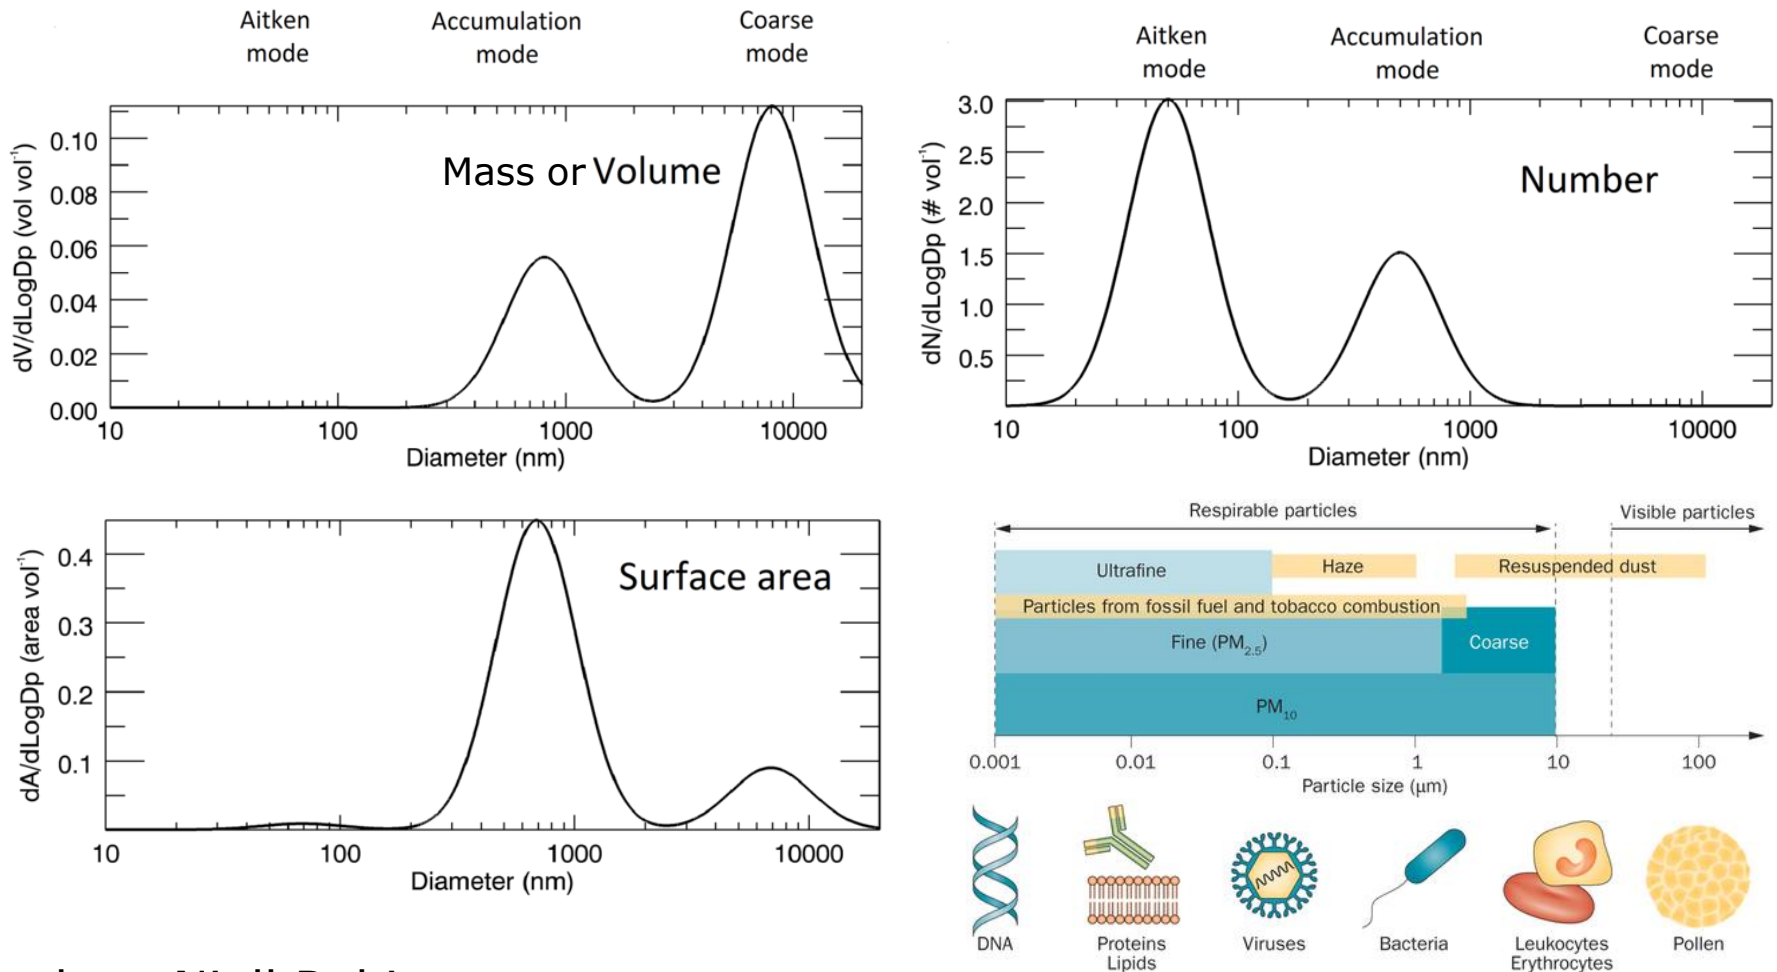 Aitken
mode
Accumulation
mode
Coarse
mode
Mass or Volume
dV/dLogDp (vol vol⁻¹)
0.10
0.08
0.06
0.04
0.02
0.00
10 100 1000 10000
Diameter (nm)
Aitken
mode
Accumulation
mode
Coarse
mode
Number
dN/dLogDp (# vol⁻¹)
3.0
2.5
2.0
1.5
1.0
0.5
10 100 1000 10000
Diameter (nm)
Surface area
dA/dLogDp (area vol⁻¹)
0.4
0.3
0.2
0.1
10 100 1000 10000
Diameter (nm)
Respirable particles
Visible particles
Ultrafine
Haze
Resuspended dust
Particles from fossil fuel and tobacco combustion
Fine (PM₂.₅)
Coarse
PM₁₀
0.001 0.01 0.1 1 10 100
Particle size (µm)
DNA
Proteins
Lipids
Viruses
Bacteria
Leukocytes
Erythrocytes
Pollen